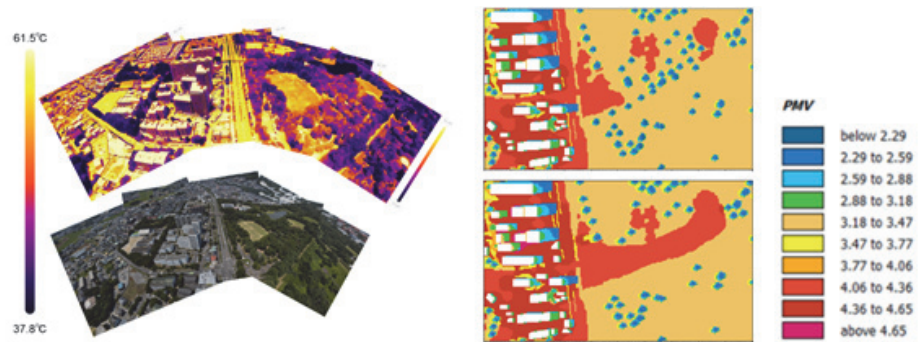 61.5℃
37.8℃
PMV
below 2.29
2.29 to 2.59
2.59 to 2.88
2.88 to 3.18
3.18 to 3.47
3.47 to 3.77
3.77 to 4.06
4.06 to 4.36
4.36 to 4.65
above 4.65